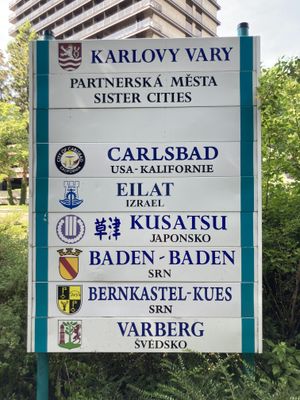 KARLOVY VARY
PARTNERSKÁ MĚSTA
SISTER CITIES
CARLSBAD
USA-KALIFORNIE
EILAT
IZRAEL
草津 KUSATSU
JAPONSKO
BADEN - BADEN
SRN
BERNKASTEL-KUES
SRN
VARBERG
ŠVÉDSKO